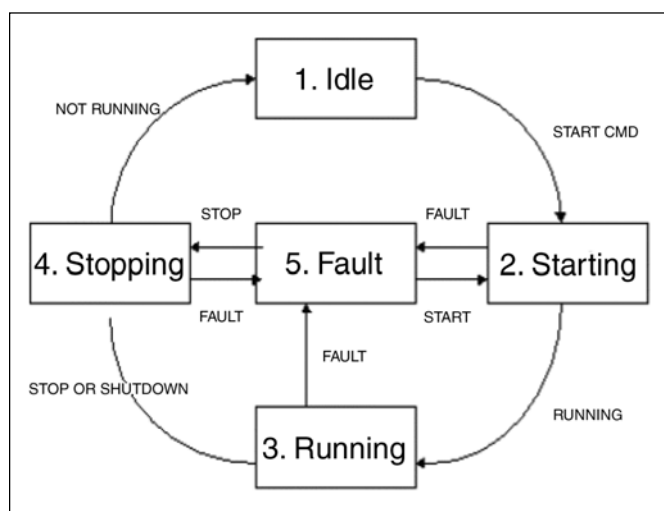 1. Idle
NOT RUNNING
START CMD
STOP
FAULT
4. Stopping
5. Fault
2. Starting
FAULT
START
FAULT
STOP OR SHUTDOWN
RUNNING
3. Running